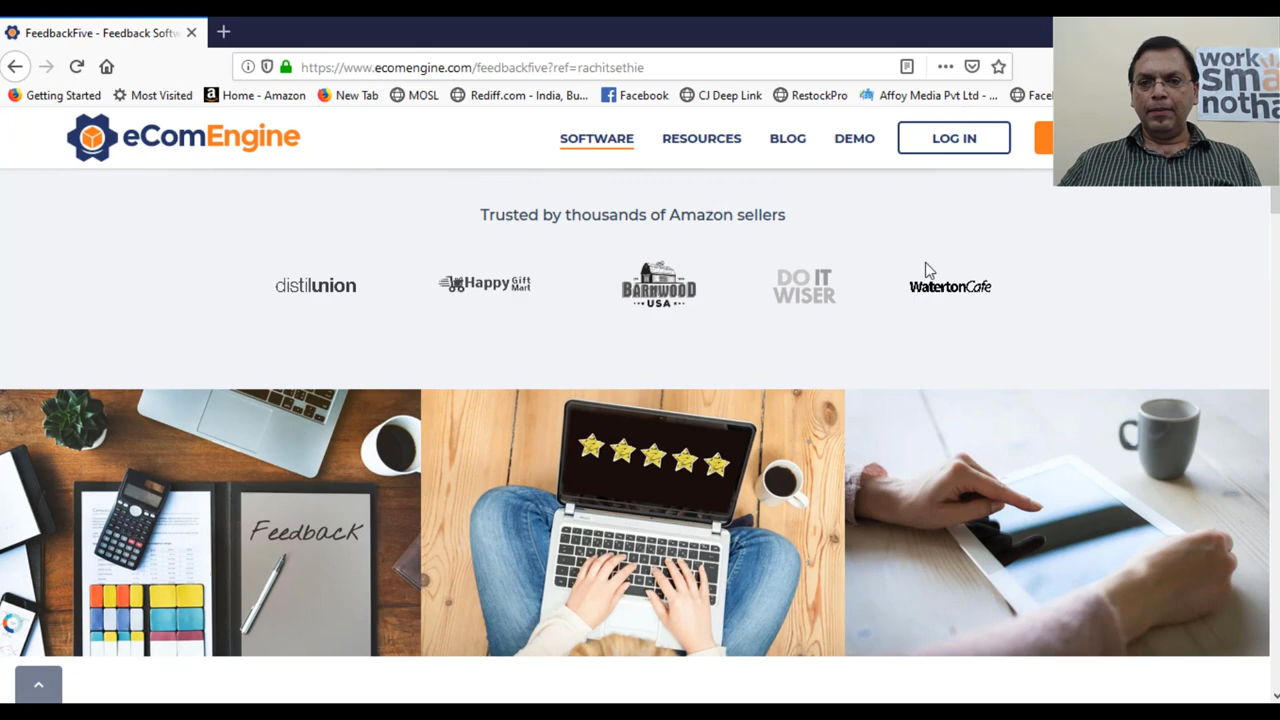 FeedbackFive - Feedback Softw
https://www.ecomengine.com/feedbackfive?ref=rachitsethie
Getting Started Most Visited Home - Amazon New Tab MOSL Rediff.com - India, Bu... Facebook CJ Deep Link RestockPro Affoy Media Pvt Ltd - ...
work
smar
notha
eComEngine SOFTWARE RESOURCES BLOG DEMO LOG IN
Trusted by thousands of Amazon sellers
distilunion
Happy Gift Mart
BARNWOOD
USA
DO IT
WISER
WatertonCafe
Feedback